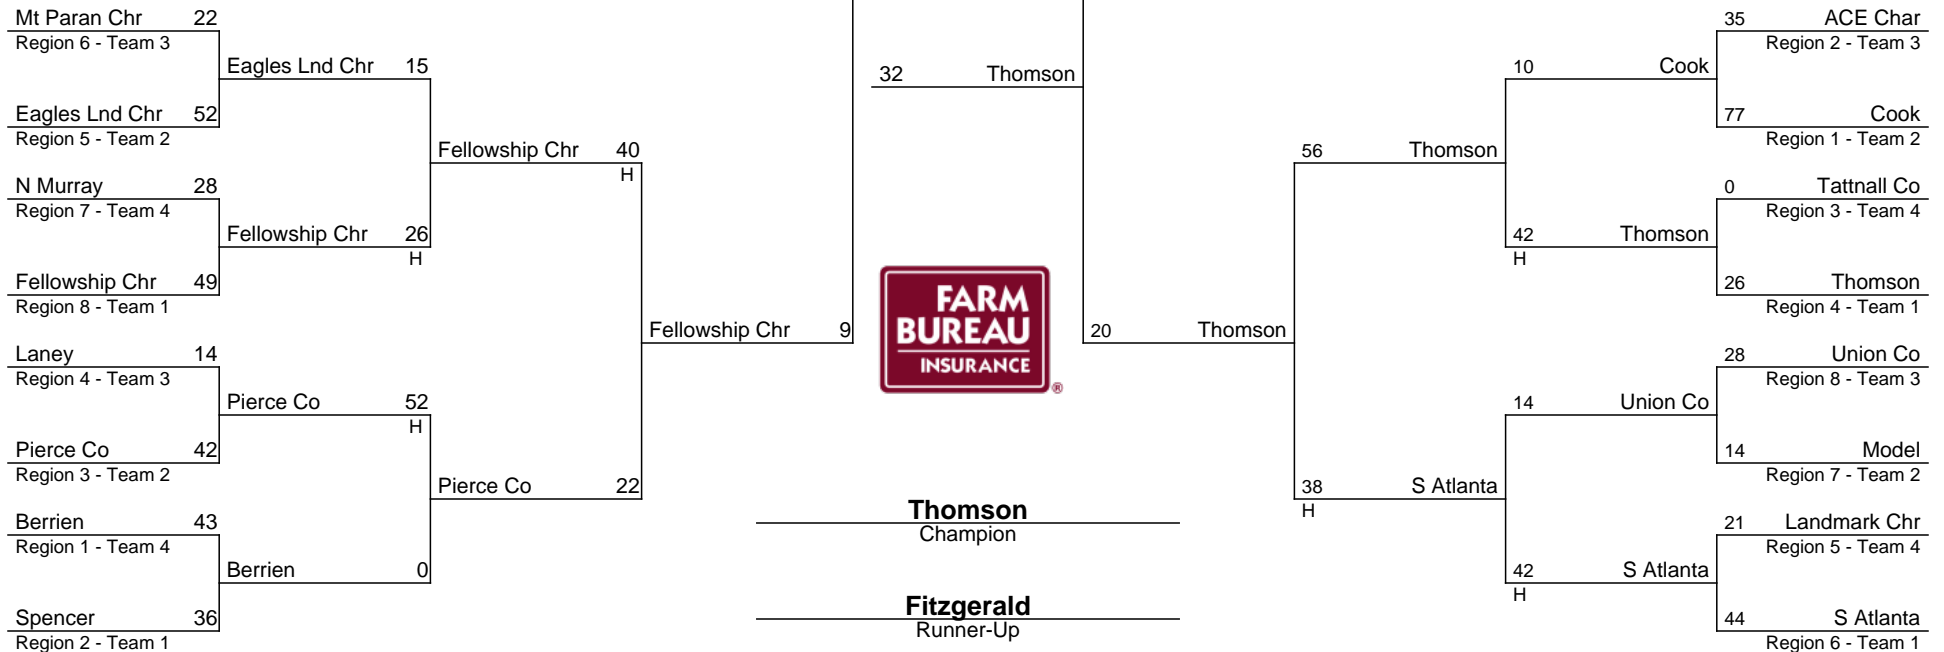 Mt Paran Chr 22
Region 6 - Team 3
Eagles Lnd Chr 15
Eagles Lnd Chr 52
Region 5 - Team 2
Fellowship Chr 40
H
N Murray 28
Region 7 - Team 4
Fellowship Chr 26
H
Fellowship Chr 49
Region 8 - Team 1
Fellowship Chr 9
Laney 14
Region 4 - Team 3
Pierce Co 52
H
Pierce Co 42
Region 3 - Team 2
Pierce Co 22
Berrien 43
Region 1 - Team 4
Berrien 0
Spencer 36
Region 2 - Team 1
32 Thomson
FARM
BUREAU
INSURANCE
®
Thomson
Champion
Fitzgerald
Runner-Up
35 ACE Char
Region 2 - Team 3
10 Cook
77 Cook
Region 1 - Team 2
56 Thomson
0 Tattnall Co
Region 3 - Team 4
42 Thomson
H
26 Thomson
Region 4 - Team 1
20 Thomson
28 Union Co
Region 8 - Team 3
14 Union Co
14 Model
Region 7 - Team 2
38 S Atlanta
H
21 Landmark Chr
Region 5 - Team 4
42 S Atlanta
H
44 S Atlanta
Region 6 - Team 1